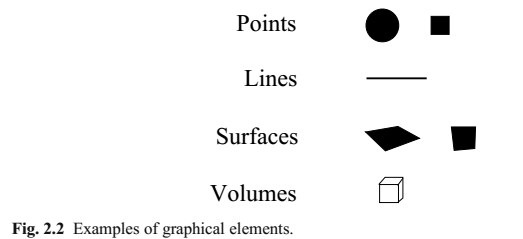 Points
Lines
Surfaces
Volumes
Fig. 2.2 Examples of graphical elements.